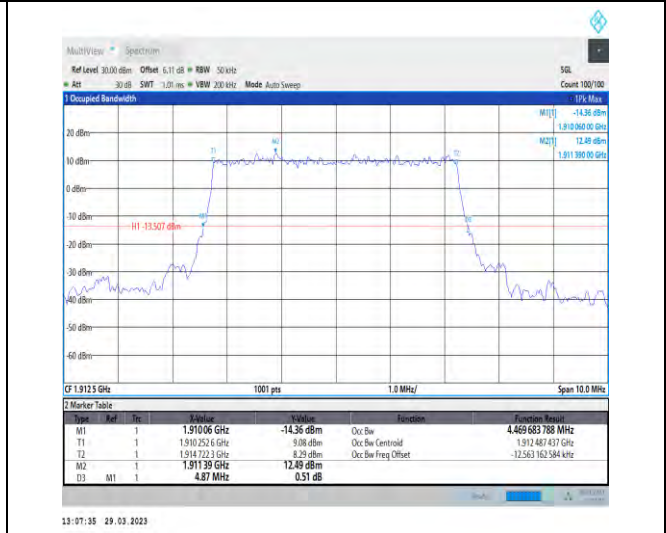 MultiView Spectrum
Ref Level 30.00 dBm Offset 6.11 dB RBW 50 kHz SGL
Att 30 dB SWT 1.01 ms VBW 200 kHz Mode Auto Sweep Count 100/100
1 Occupied Bandwidth 1Pk Max
M1[1] -14.36 dBm
1.910 060 00 GHz
M2[1] 12.49 dBm
1.911 390 00 GHz
20 dBm
M2
T1
T2
10 dBm
0 dBm
-10 dBm
H1 -13.507 dBm
-20 dBm
-30 dBm
-40 dBm
-50 dBm
-60 dBm
CF 1.912 5 GHz 1001 pts 1.0 MHz/ Span 10.0 MHz
2 Marker Table
Type Ref Trc X-Value Y-Value Function Function Result
M1 1 1.910 06 GHz -14.36 dBm Occ Bw 4.469 683 788 MHz
T1 1 1.910 252 6 GHz 9.08 dBm Occ Bw Centroid 1.912 487 437 GHz
T2 1 1.914 722 3 GHz 8.29 dBm Occ Bw Freq Offset -12.563 162 584 kHz
M2 1 1.911 39 GHz 12.49 dBm
D3 M1 1 4.87 MHz 0.51 dB
13:07:35 29.03.2023